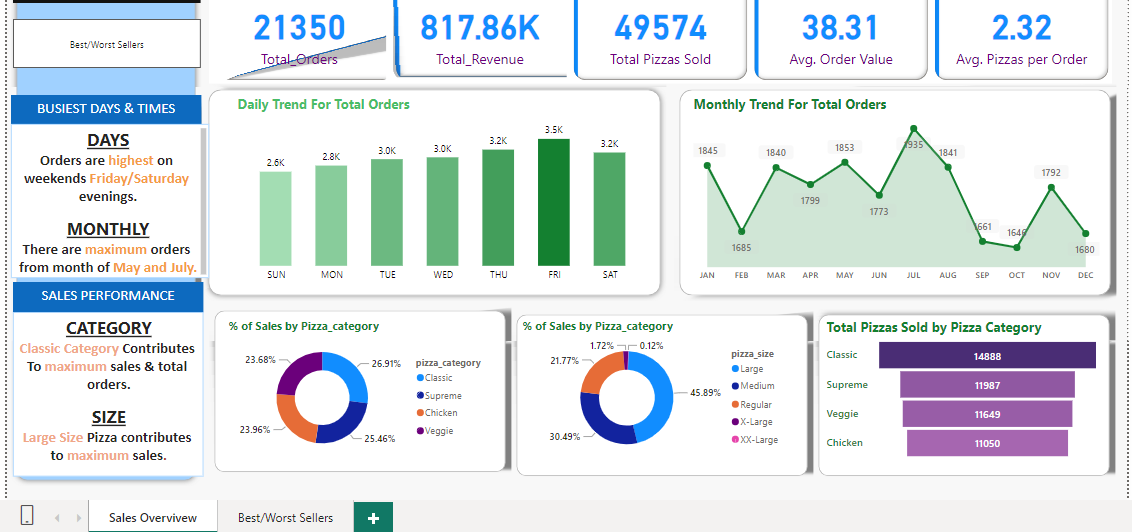 Best/Worst Sellers
21350
Total_Orders
817.86K
Total_Revenue
49574
Total Pizzas Sold
38.31
Avg. Order Value
2.32
Avg. Pizzas per Order
BUSIEST DAYS & TIMES
DAYS
Orders are highest on
weekends Friday/Saturday
evenings.
MONTHLY
There are maximum orders
from month of May and July.
SALES PERFORMANCE
CATEGORY
Classic Category Contributes
To maximum sales & total
orders.
SIZE
Large Size Pizza contributes
to maximum sales.
Daily Trend For Total Orders
2.6K
2.8K
3.0K
3.0K
3.2K
3.5K
3.2K
SUN MON TUE WED THU FRI SAT
Monthly Trend For Total Orders
1845
1685
1840
1799
1853
1773
1935
1841
1661
1646
1792
1680
JAN FEB MAR APR MAY JUN JUL AUG SEP OCT NOV DEC
% of Sales by Pizza_category
23.68%
26.91%
23.96%
25.46%
pizza_category
Classic
Supreme
Chicken
Veggie
% of Sales by Pizza_category
1.72%
0.12%
21.77%
45.89%
30.49%
pizza_size
Large
Medium
Regular
X-Large
XX-Large
Total Pizzas Sold by Pizza Category
Classic 14888
Supreme 11987
Veggie 11649
Chicken 11050
Sales Overvievw
Best/Worst Sellers
+